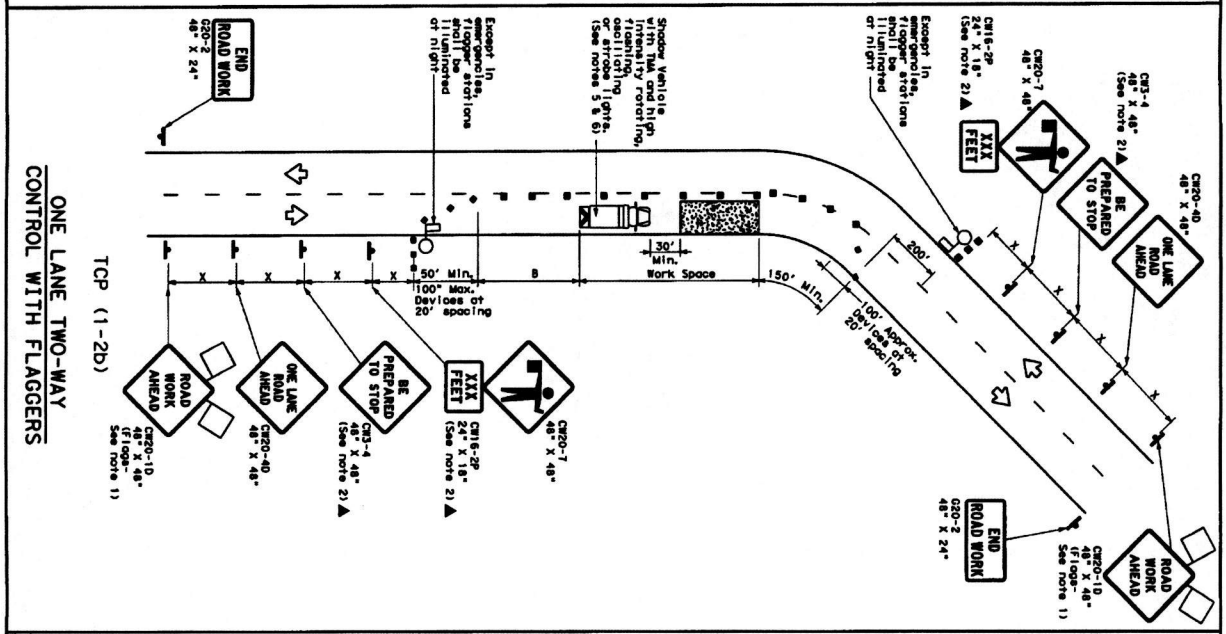 END
ROAD WORK
G20-2
48" X 24"
Except in
emergencies,
flagger stations
shall be
illuminated
at night
Shadow Vehicle
with TMA and high
intensity rotating,
flashing,
oscillating
or strobe lights.
(See notes 5 & 6)
Except in
emergencies,
flagger stations
shall be
illuminated
at night
CW16-2P
24" X 18"
(See note 2)▲
XXX
FEET
CW20-7
48" X 48"
CW3-4
48" X 48"
(See note 2)▲
BE
PREPARED
TO STOP
CW20-4D
48" X 48"
ONE LANE
ROAD
AHEAD
X
X
X
200'
ROAD
WORK
AHEAD
CW20-1D
48" X 48"
(Flags-
See note 1)
END
ROAD WORK
G20-2
48" X 24"
100' Approx.
Devices at
20' spacing
150' Min.
Work Space
30'
Min.
B
50' Min.
100" Max.
Devices at
20' spacing
X
X
X
X
CW20-7
48" X 48"
XXX
FEET
CW16-2P
24" X 18"
(See note 2)▲
BE
PREPARED
TO STOP
CW3-4
48" X 48"
(See note 2)▲
ONE LANE
ROAD
AHEAD
CW20-4D
48" X 48"
ROAD
WORK
AHEAD
CW20-1D
48" X 48"
(Flags-
See note 1)
TCP (1-2b)
ONE LANE TWO-WAY
CONTROL WITH FLAGGERS